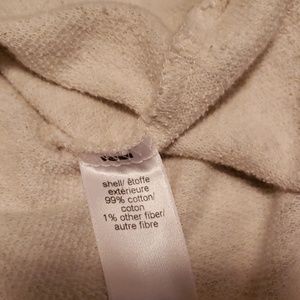 shell/ étoffe
extérieure
99% cotton/
coton
1% other fiber/
autre fibre